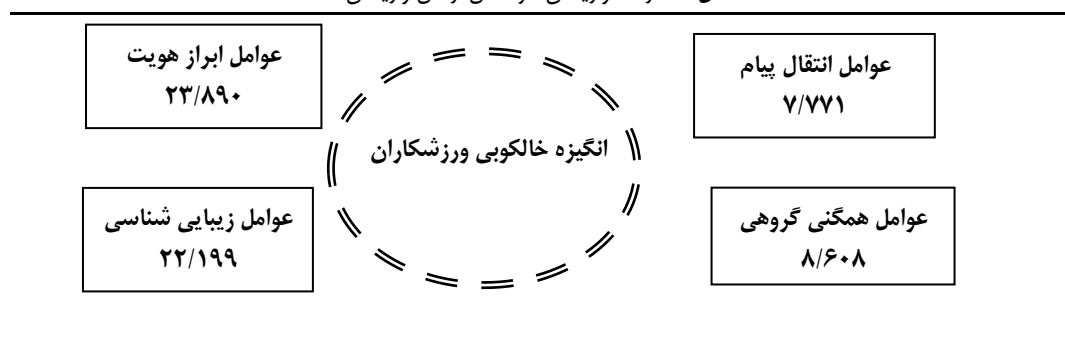 عوامل انتقال پیام
۷/۷۷۱
عوامل ابراز هویت
۲۳/۸۹۰
انگیزه خالکوبی ورزشکاران
عوامل همگنی گروهی
۸/۶۰۸
عوامل زیبایی شناسی
۲۲/۱۹۹